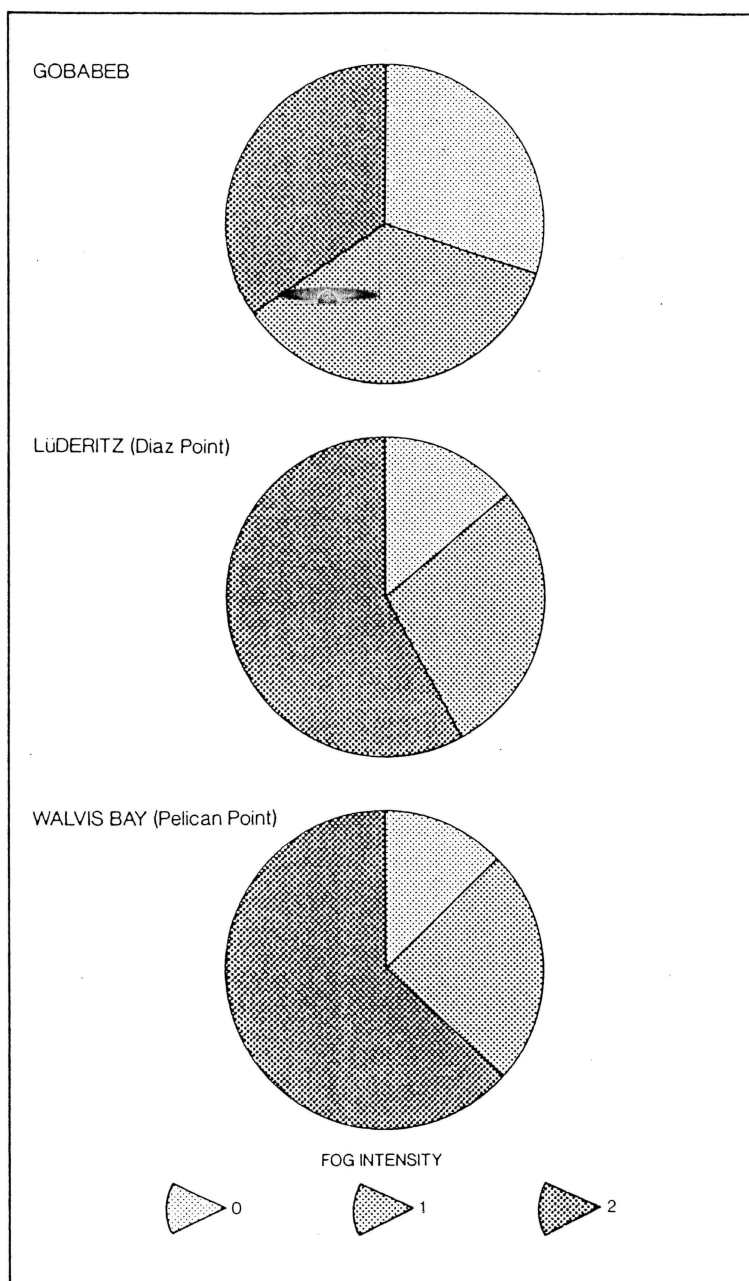 GOBABEB
LüDERITZ (Diaz Point)
WALVIS BAY (Pelican Point)
FOG INTENSITY
0 1 2